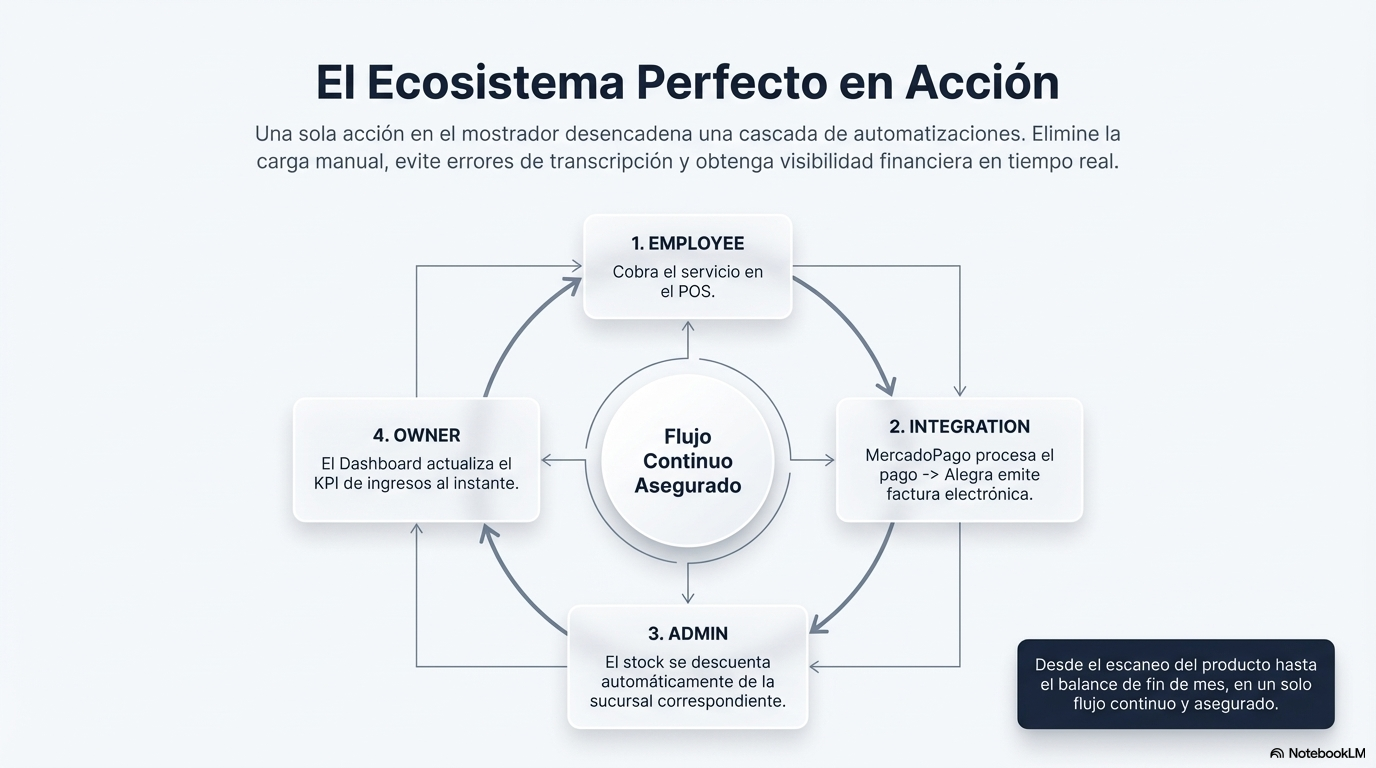 El Ecosistema Perfecto en Acción
Una sola acción en el mostrador desencadena una cascada de automatizaciones. Elimine la
carga manual, evite errores de transcripción y obtenga visibilidad financiera en tiempo real.
1. EMPLOYEE
Cobra el servicio en
el POS.
2. INTEGRATION
MercadoPago procesa el
pago -> Alegra emite
factura electrónica.
3. ADMIN
El stock se descuenta
automáticamente de la
sucursal correspondiente.
4. OWNER
El Dashboard actualiza el
KPI de ingresos al instante.
Flujo
Continuo
Asegurado
Desde el escaneo del producto hasta
el balance de fin de mes, en un solo
flujo continuo y asegurado.
NotebookLM